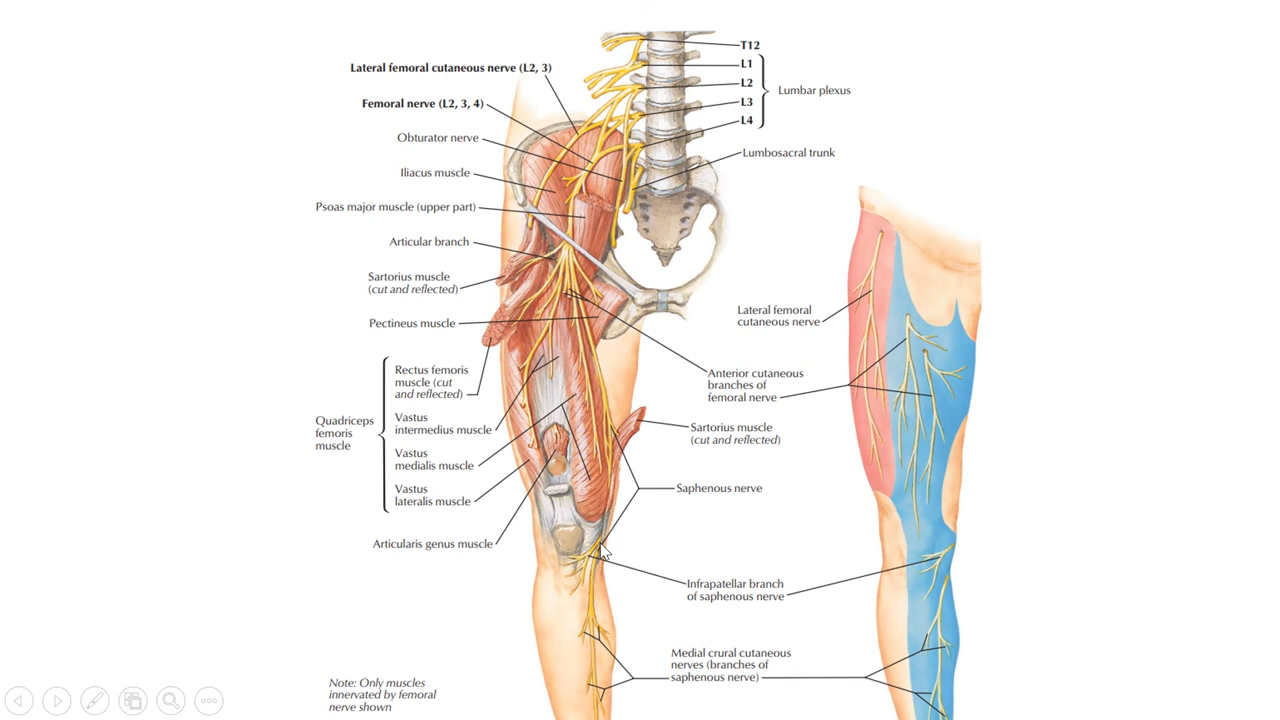 T12
L1
L2
L3
L4
Lumbar plexus
Lumbosacral trunk
Lateral femoral cutaneous nerve (L2, 3)
Femoral nerve (L2, 3, 4)
Obturator nerve
Iliacus muscle
Psoas major muscle (upper part)
Articular branch
Sartorius muscle
(cut and reflected)
Pectineus muscle
Quadriceps
femoris
muscle
Rectus femoris
muscle (cut
and reflected)
Vastus
intermedius muscle
Vastus
medialis muscle
Vastus
lateralis muscle
Articularis genus muscle
Note: Only muscles
innervated by femoral
nerve shown
Lateral femoral
cutaneous nerve
Anterior cutaneous
branches of
femoral nerve
Sartorius muscle
(cut and reflected)
Saphenous nerve
Infrapatellar branch
of saphenous nerve
Medial crural cutaneous
nerves (branches of
saphenous nerve)